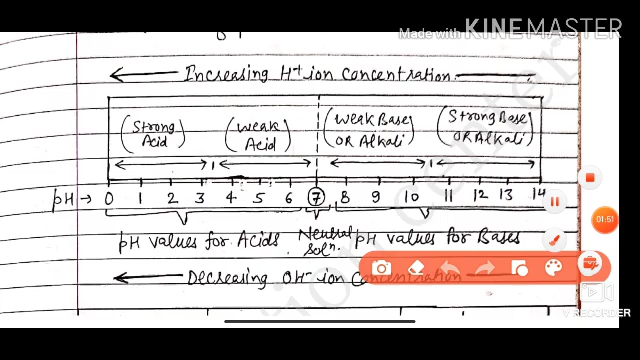 Made with KINEMASTER
← Increasing H+ ion concentration ←
(Strong Acid) (weak Acid) (weak Base OR Alkali) (Strong Base OR Alkali)
pH → 0 1 2 3 4 5 6 7 8 9 10 11 12 13 14
pH values for Acids. Neutral Solⁿ. pH values for Bases
← Decreasing OH⁻ ion Concentration
01:51
RECORDER